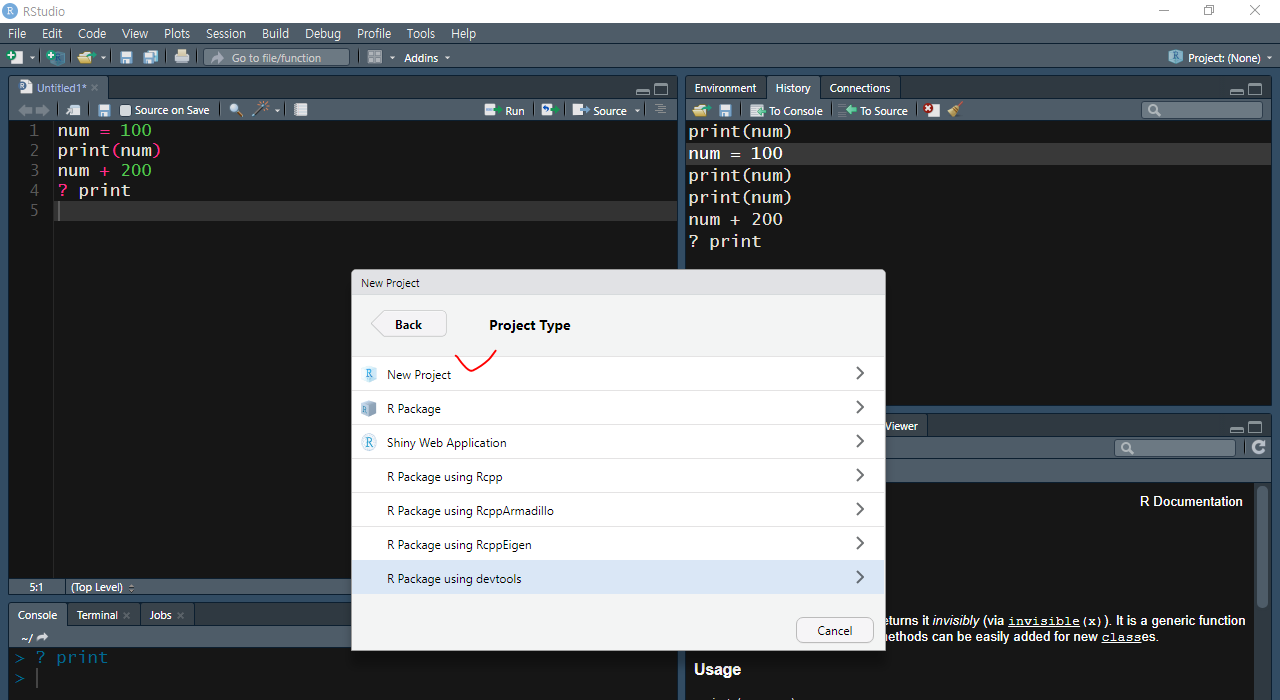 RStudio
File Edit Code View Plots Session Build Debug Profile Tools Help
Go to file/function Addins Project: (None)
Untitled1*
Source on Save Run Source
1 num = 100
2 print(num)
3 num + 200
4 ? print
5
5:1 (Top Level)
Console Terminal Jobs
~/
> ? print
>
Environment History Connections
To Console To Source
print(num)
num = 100
print(num)
print(num)
num + 200
? print
New Project
Back Project Type
New Project
R Package
Shiny Web Application
R Package using Rcpp
R Package using RcppArmadillo
R Package using RcppEigen
R Package using devtools
Cancel
Viewer
R Documentation
eturns it invisibly (via invisible(x)). It is a generic function
ethods can be easily added for new classes.
Usage